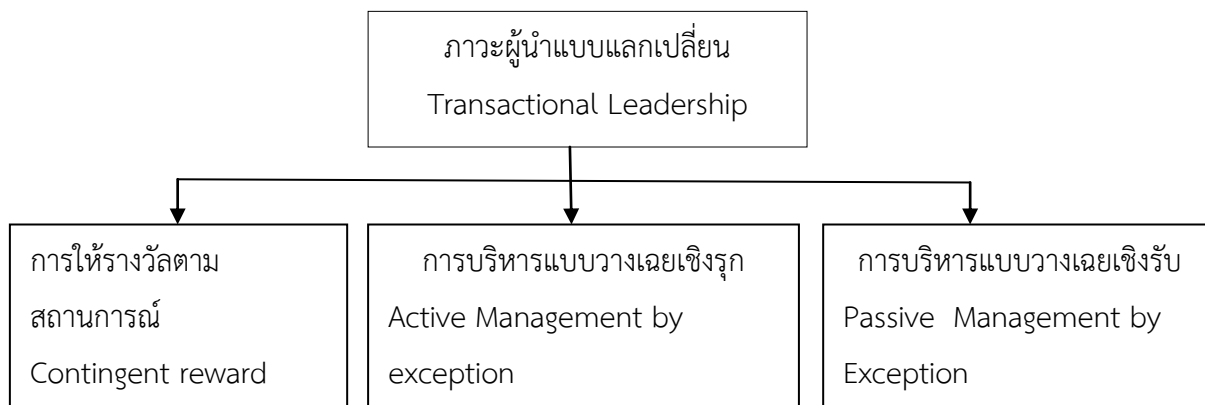 ภาวะผู้นำแบบแลกเปลี่ยน
Transactional Leadership
การให้รางวัลตาม
สถานการณ์
Contingent reward
การบริหารแบบวางเฉยเชิงรุก
Active Management by
exception
การบริหารแบบวางเฉยเชิงรับ
Passive Management by
Exception